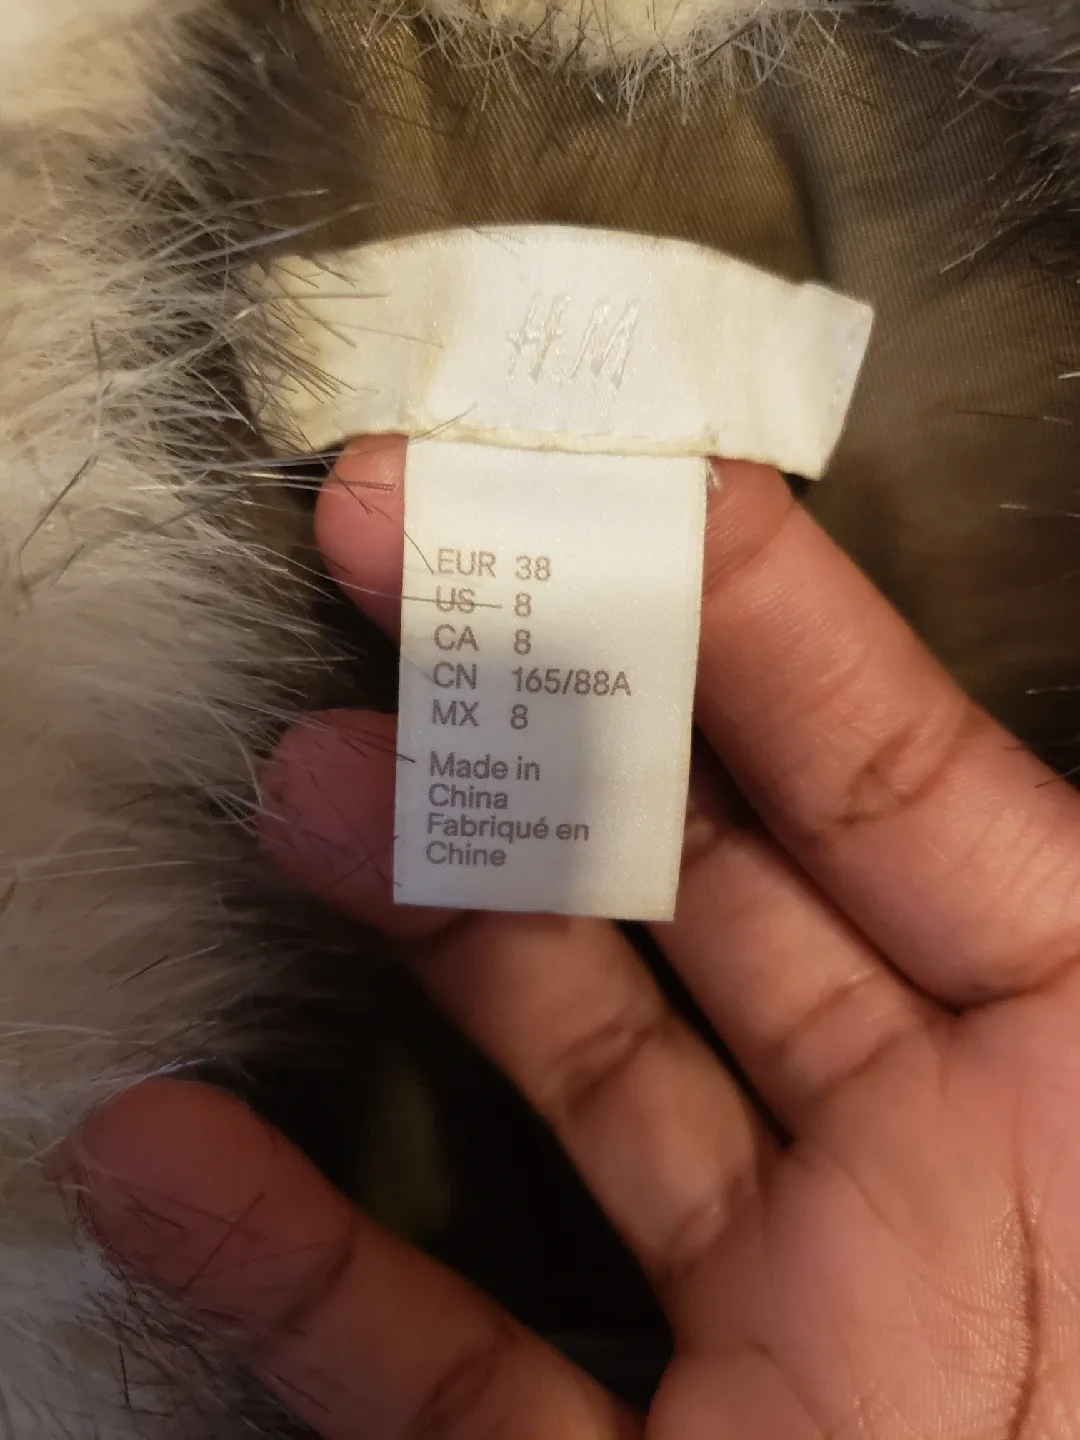 H&M
EUR 38
US 8
CA 8
CN 165/88A
MX 8
Made in
China
Fabriqué en
Chine